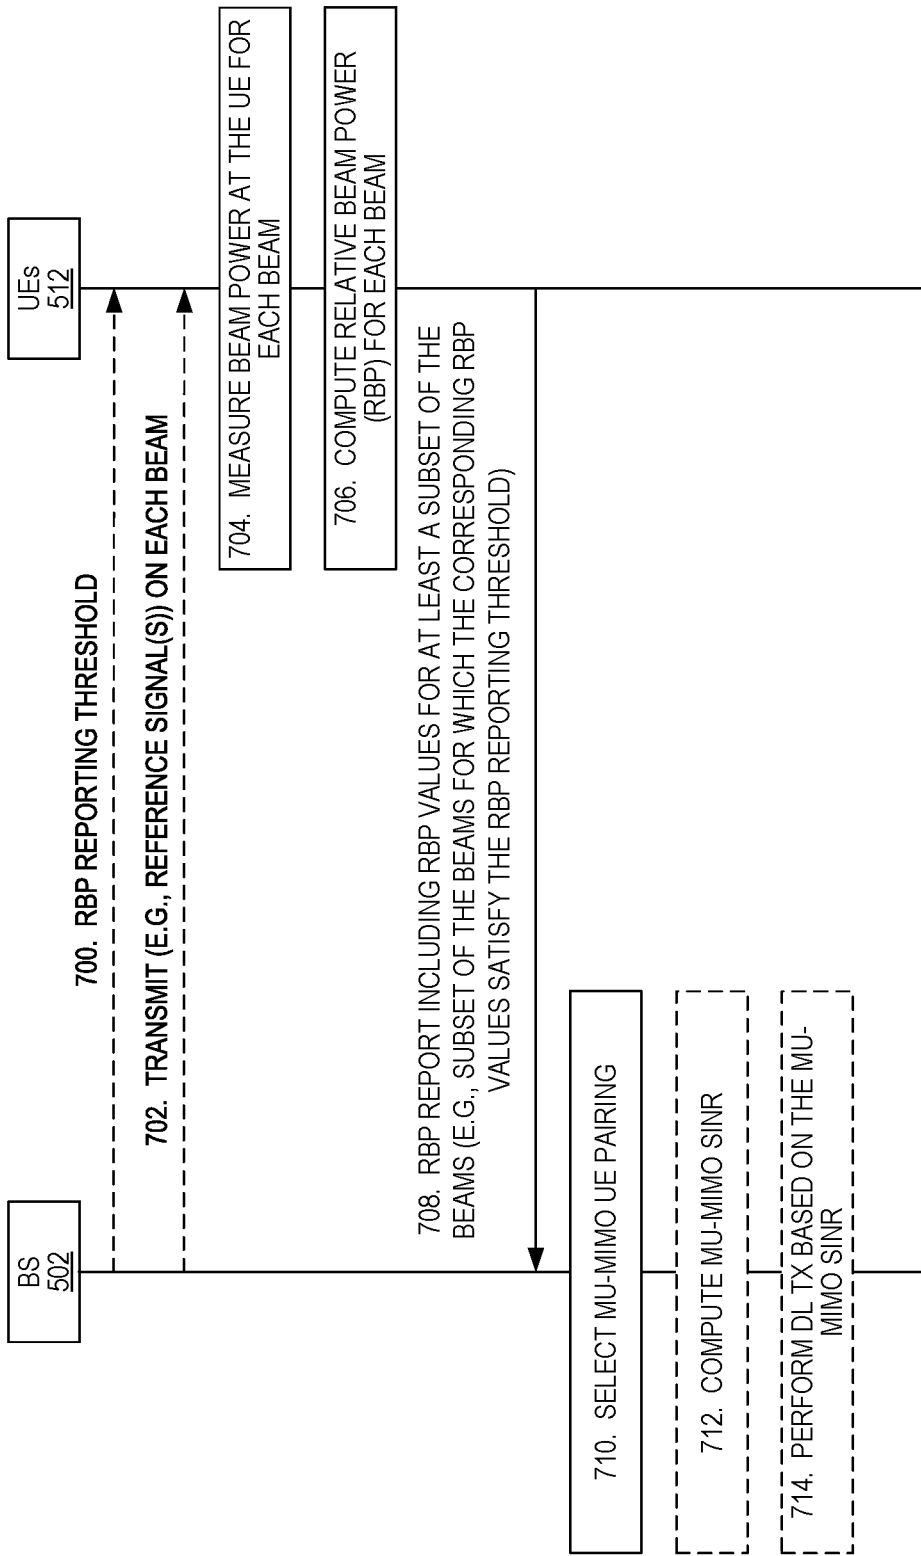 BS
502
UEs
512
700. RBP REPORTING THRESHOLD
702. TRANSMIT (E.G., REFERENCE SIGNAL(S)) ON EACH BEAM
704. MEASURE BEAM POWER AT THE UE FOR
EACH BEAM
706. COMPUTE RELATIVE BEAM POWER
(RBP) FOR EACH BEAM
708. RBP REPORT INCLUDING RBP VALUES FOR AT LEAST A SUBSET OF THE
BEAMS (E.G., SUBSET OF THE BEAMS FOR WHICH THE CORRESPONDING RBP
VALUES SATISFY THE RBP REPORTING THRESHOLD)
710. SELECT MU-MIMO UE PAIRING
712. COMPUTE MU-MIMO SINR
714. PERFORM DL TX BASED ON THE MU-
MIMO SINR